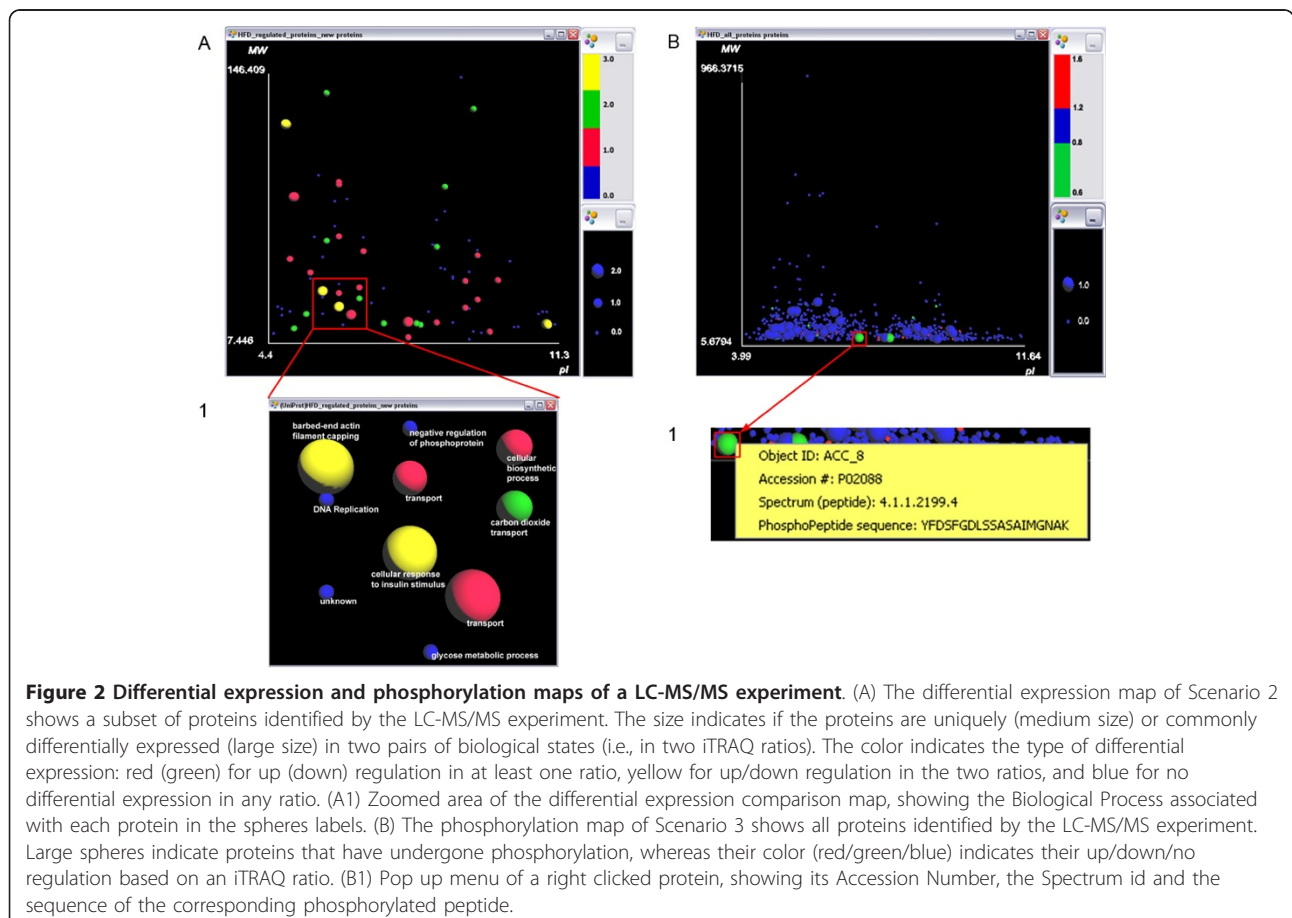 A
HFD_regulated_proteins_new proteins
MW
146.409
7.446
4.4
11.3
pI
3.0
2.0
1.0
0.0
2.0
1.0
0.0
B
HFD_all_proteins proteins
MW
966.3715
5.6794
3.99
11.64
pI
1.6
1.2
0.8
0.6
1.0
0.0
1
(UniProt)HFD_regulated_proteins_new proteins
barbed-end actin
filament capping
negative regulation
of phosphoprotein
cellular
biosynthetic
process
transport
DNA Replication
carbon dioxide
transport
cellular response
to insulin stimulus
unknown
transport
glycose metabolic process
1
Object ID: ACC_8
Accession #: P02088
Spectrum (peptide): 4.1.1.2199.4
PhosphoPeptide sequence: YFDSFGDLSSASAIMGNAK
Figure 2 Differential expression and phosphorylation maps of a LC-MS/MS experiment. (A) The differential expression map of Scenario 2
shows a subset of proteins identified by the LC-MS/MS experiment. The size indicates if the proteins are uniquely (medium size) or commonly
differentially expressed (large size) in two pairs of biological states (i.e., in two iTRAQ ratios). The color indicates the type of differential
expression: red (green) for up (down) regulation in at least one ratio, yellow for up/down regulation in the two ratios, and blue for no
differential expression in any ratio. (A1) Zoomed area of the differential expression comparison map, showing the Biological Process associated
with each protein in the spheres labels. (B) The phosphorylation map of Scenario 3 shows all proteins identified by the LC-MS/MS experiment.
Large spheres indicate proteins that have undergone phosphorylation, whereas their color (red/green/blue) indicates their up/down/no
regulation based on an iTRAQ ratio. (B1) Pop up menu of a right clicked protein, showing its Accession Number, the Spectrum id and the
sequence of the corresponding phosphorylated peptide.